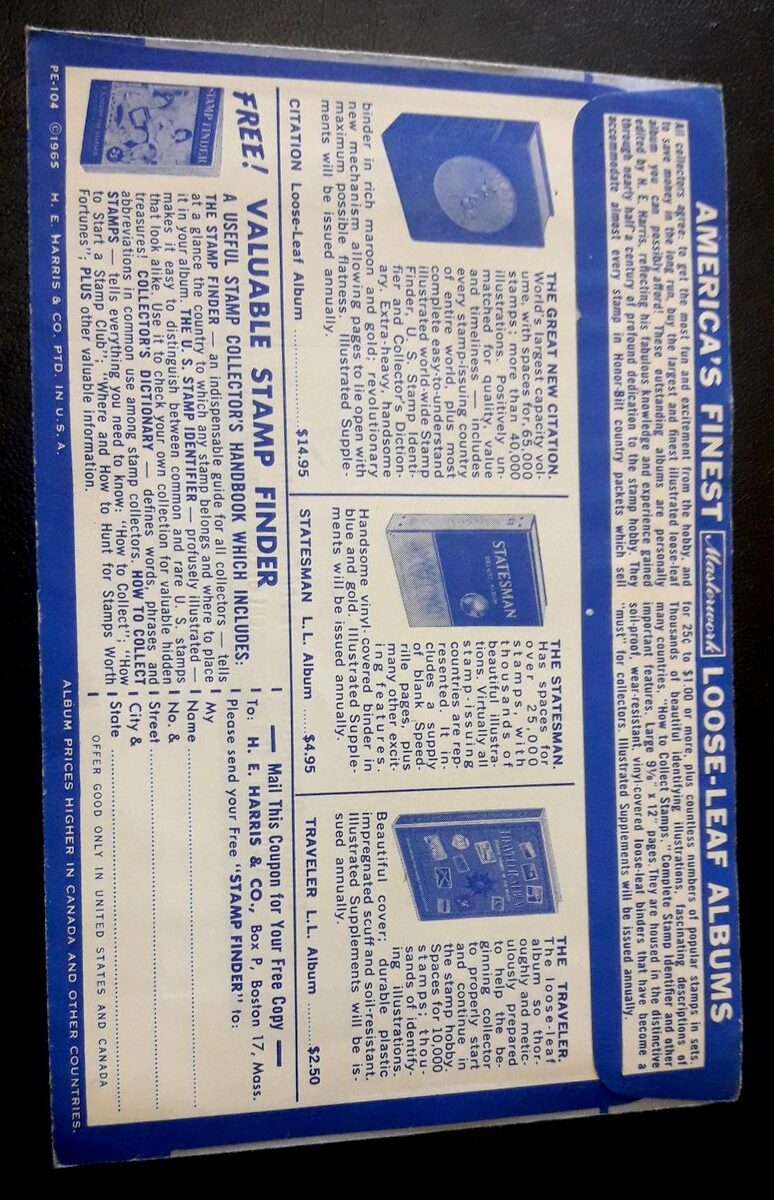 AMERICA'S FINEST Masterwork LOOSE-LEAF ALBUMS
All collectors agree: to get the most fun and excitement from the hobby, and
to save money in the long run, buy the largest and finest illustrated loose-leaf
album you can possibly afford! These outstanding albums are personally
edited by H. E. Harris, reflecting his fabulous knowledge and experience gained
through nearly half a century of profound dedication to the stamp hobby. They
accommodate almost every stamp in Honor-Bilt country packets which sell
for 25¢ to $1.00 or more, plus countless numbers of popular stamps in sets.
Thousands of beautiful identifying illustrations, fascinating descriptions of
many countries, "How to Collect Stamps," Complete Stamp Identifier and other
important features. Large 9⅛" x 12" pages. They are housed in the distinctive
soil-proof, wear-resistant, vinyl-covered loose-leaf binders that have become a
"must" for collectors. Illustrated Supplements will be issued annually.
THE GREAT NEW CITATION.
World's largest capacity vol-
ume, with spaces for 65,000
stamps; more than 40,000
illustrations. Positively un-
matched for quality, value
and timeliness — includes
every stamp-issuing country
of entire world, plus most
complete easy-to-understand
illustrated world-wide Stamp
Finder, U. S. Stamp Identi-
fier and Collector's Diction-
ary. Extra-heavy, handsome
binder in rich maroon and gold; revolutionary
new mechanism allowing pages to lie open with
maximum possible flatness. Illustrated Supple-
ments will be issued annually.
CITATION Loose-Leaf Album ................ $14.95
STATESMAN
DELUXE ALBUM
THE STATESMAN.
Has spaces for
over 25,000
stamps with
thousands of
beautiful illustra-
tions. Virtually all
stamp-issuing
countries are rep-
resented. It in-
cludes a supply
of blank Speed-
rille pages, plus
many other excit-
ing features.
Handsome vinyl-covered binder in
blue and gold. Illustrated Supple-
ments will be issued annually.
STATESMAN L.L. Album ...... $4.95
TRAVELER
THE TRAVELER.
The loose-leaf
album so thor-
oughly and metic-
ulously prepared
to help the be-
ginning collector
to properly start
and continue in
the stamp hobby.
Spaces for 10,000
stamps; thou-
sands of identify-
ing illustrations.
Beautiful cover; durable plastic
impregnated scuff and soil-resistant.
Illustrated Supplements will be is-
sued annually.
TRAVELER L.L. Album ........ $2.50
STAMP FINDER
FREE! VALUABLE STAMP FINDER
A USEFUL STAMP COLLECTOR'S HANDBOOK WHICH INCLUDES:
THE STAMP FINDER — an indispensable guide for all collectors — tells
at a glance the country to which any stamp belongs and where to place
it in your album. THE U. S. STAMP IDENTIFIER — profusely illustrated —
makes it easy to distinguish between common and rare U. S. stamps
that look alike. Use it to check your own collection for valuable hidden
treasures! COLLECTOR'S DICTIONARY — defines words, phrases, and
abbreviations in common use among stamp collectors. HOW TO COLLECT
STAMPS — tells everything you need to know: "How to Collect"; "How
to Start a Stamp Club"; "Where and How to Hunt for Stamps Worth
Fortunes"; PLUS other valuable information.
— Mail This Coupon for Your Free Copy —
To: H. E. HARRIS & CO., Box P, Boston 17, Mass.
Please send your Free "STAMP FINDER" to:
My
Name
No. &
Street
City &
State
OFFER GOOD ONLY IN UNITED STATES AND CANADA
PE-104 ©1965 H. E. HARRIS & CO. PTD. IN U. S. A.
ALBUM PRICES HIGHER IN CANADA AND OTHER COUNTRIES.